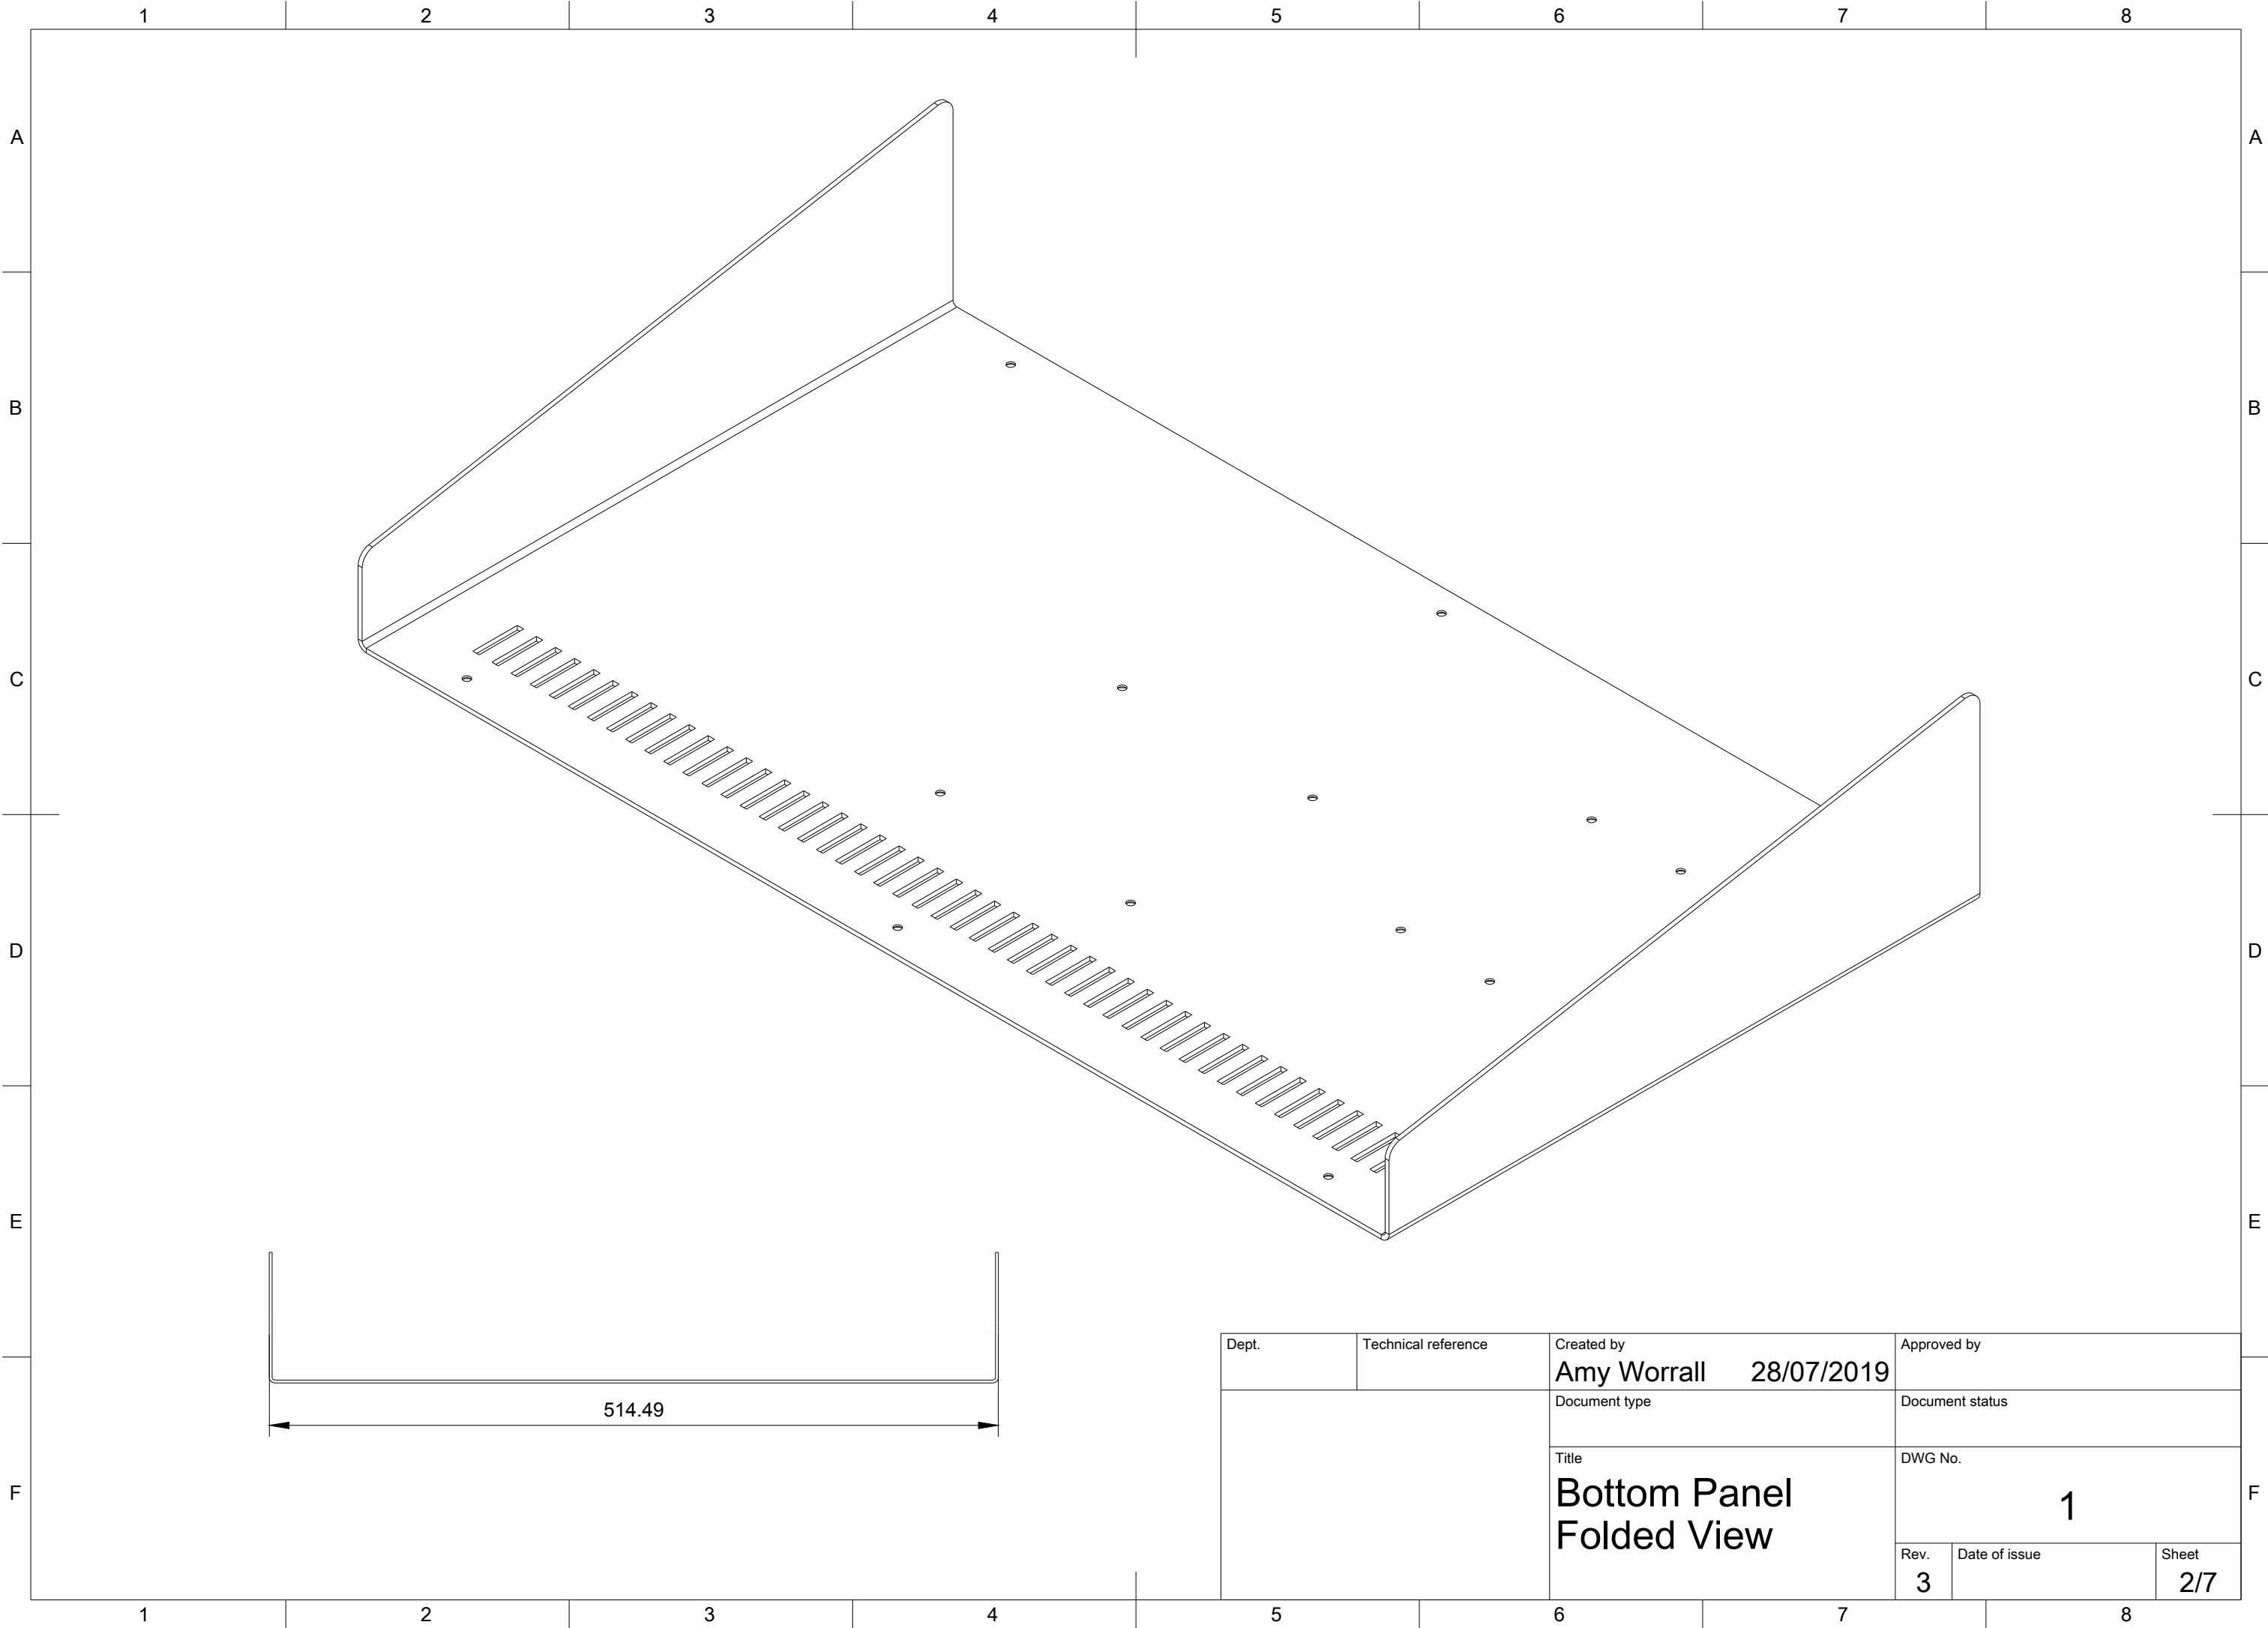 1 2 3 4 5 6 7 8
A A
B B
C C
D D
E E
514.49
F F
Dept. Technical reference Created by Approved by
Amy Worrall 28/07/2019
Document type Document status
Title DWG No.
Bottom Panel
Folded View
1
Rev. Date of issue Sheet
3 2/7
1 2 3 4 5 6 7 8